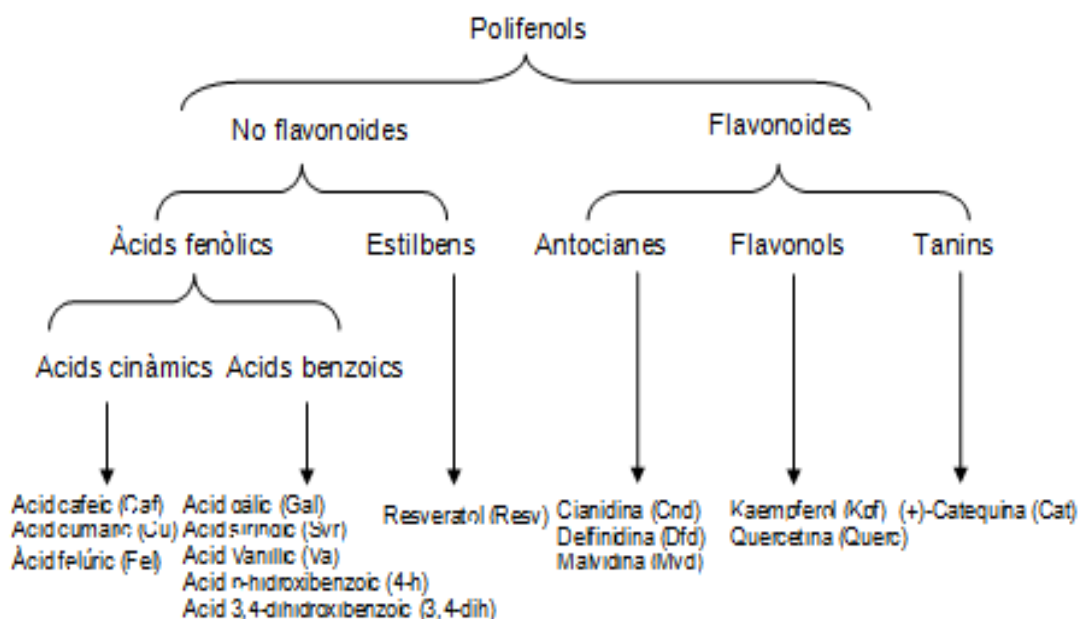 Polifenols
No flavonoides
Flavonoides
Àcids fenòlics
Estilbens
Antocianes
Flavonols
Tanins
Acids cinàmics
Acids benzoics
Acid cafeic (Caf)
Acid cumaric (Cu)
Àcid felúric (Fel)
Acid gàlic (Gal)
Acid siríngic (Syr)
Acid Vanillic (Va)
Acid n-hidroxibenzoic (4-h)
Acid 3,4-dihidroxibenzoic (3,4-dih)
Resveratol (Resv)
Cianidina (Cnd)
Delfinidina (Dfd)
Malvidina (Mvd)
Kaempferol (Kpf)
Quercetina (Querc)
(+)-Catequina (Cat)